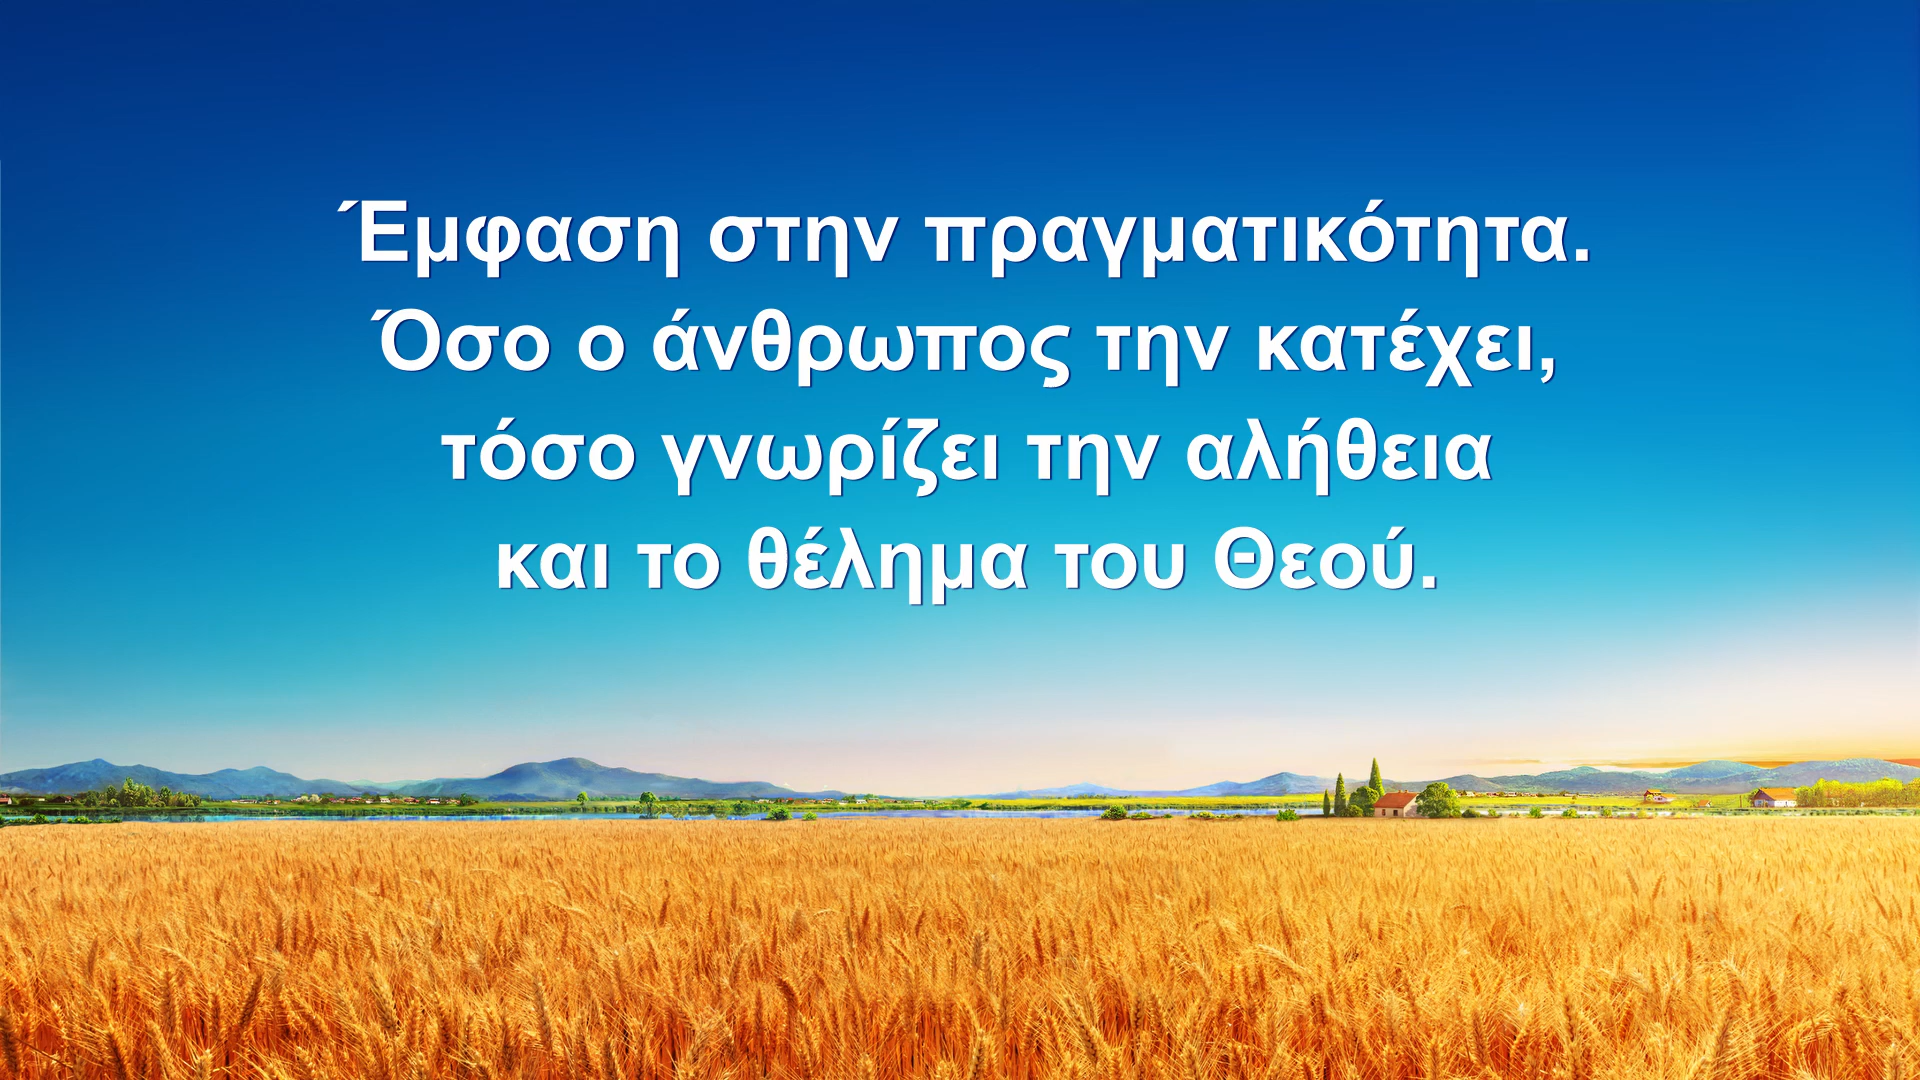 Έμφαση στην πραγματικότητα.
Όσο ο άνθρωπος την κατέχει,
τόσο γνωρίζει την αλήθεια
και το θέλημα του Θεού.